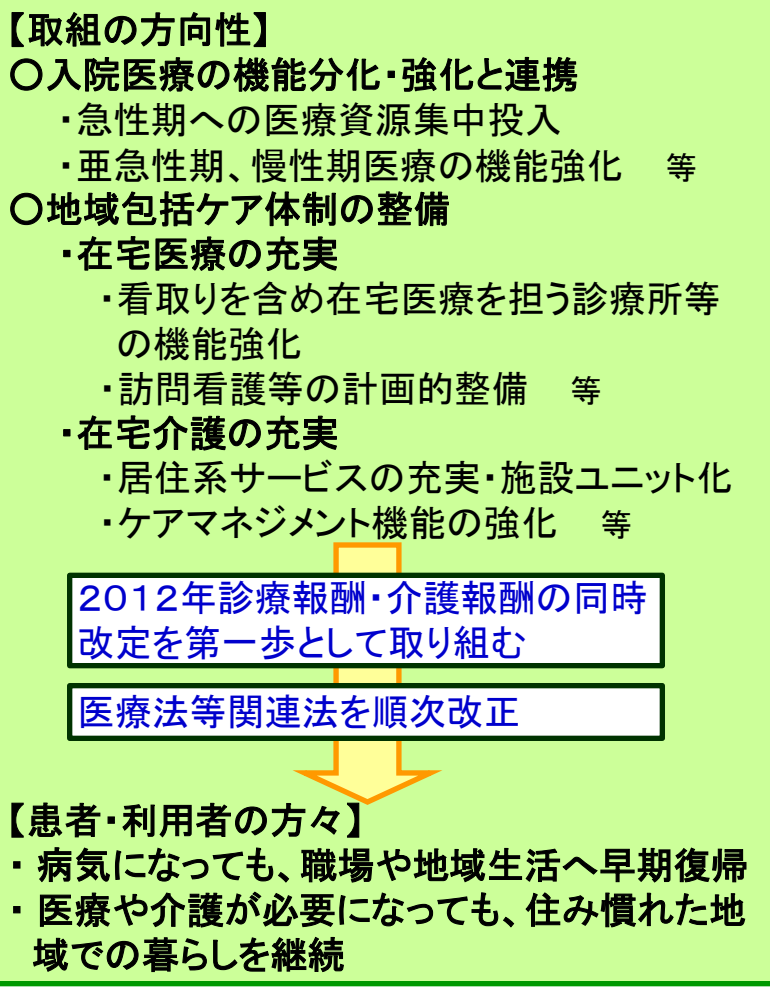 【取組の方向性】
○入院医療の機能分化・強化と連携
・急性期への医療資源集中投入
・亜急性期、慢性期医療の機能強化　等
○地域包括ケア体制の整備
・在宅医療の充実
・看取りを含め在宅医療を担う診療所等
の機能強化
・訪問看護等の計画的整備　等
・在宅介護の充実
・居住系サービスの充実・施設ユニット化
・ケアマネジメント機能の強化　等
２０１２年診療報酬・介護報酬の同時
改定を第一歩として取り組む
医療法等関連法を順次改正
【患者・利用者の方々】
・ 病気になっても、職場や地域生活へ早期復帰
・ 医療や介護が必要になっても、住み慣れた地
域での暮らしを継続